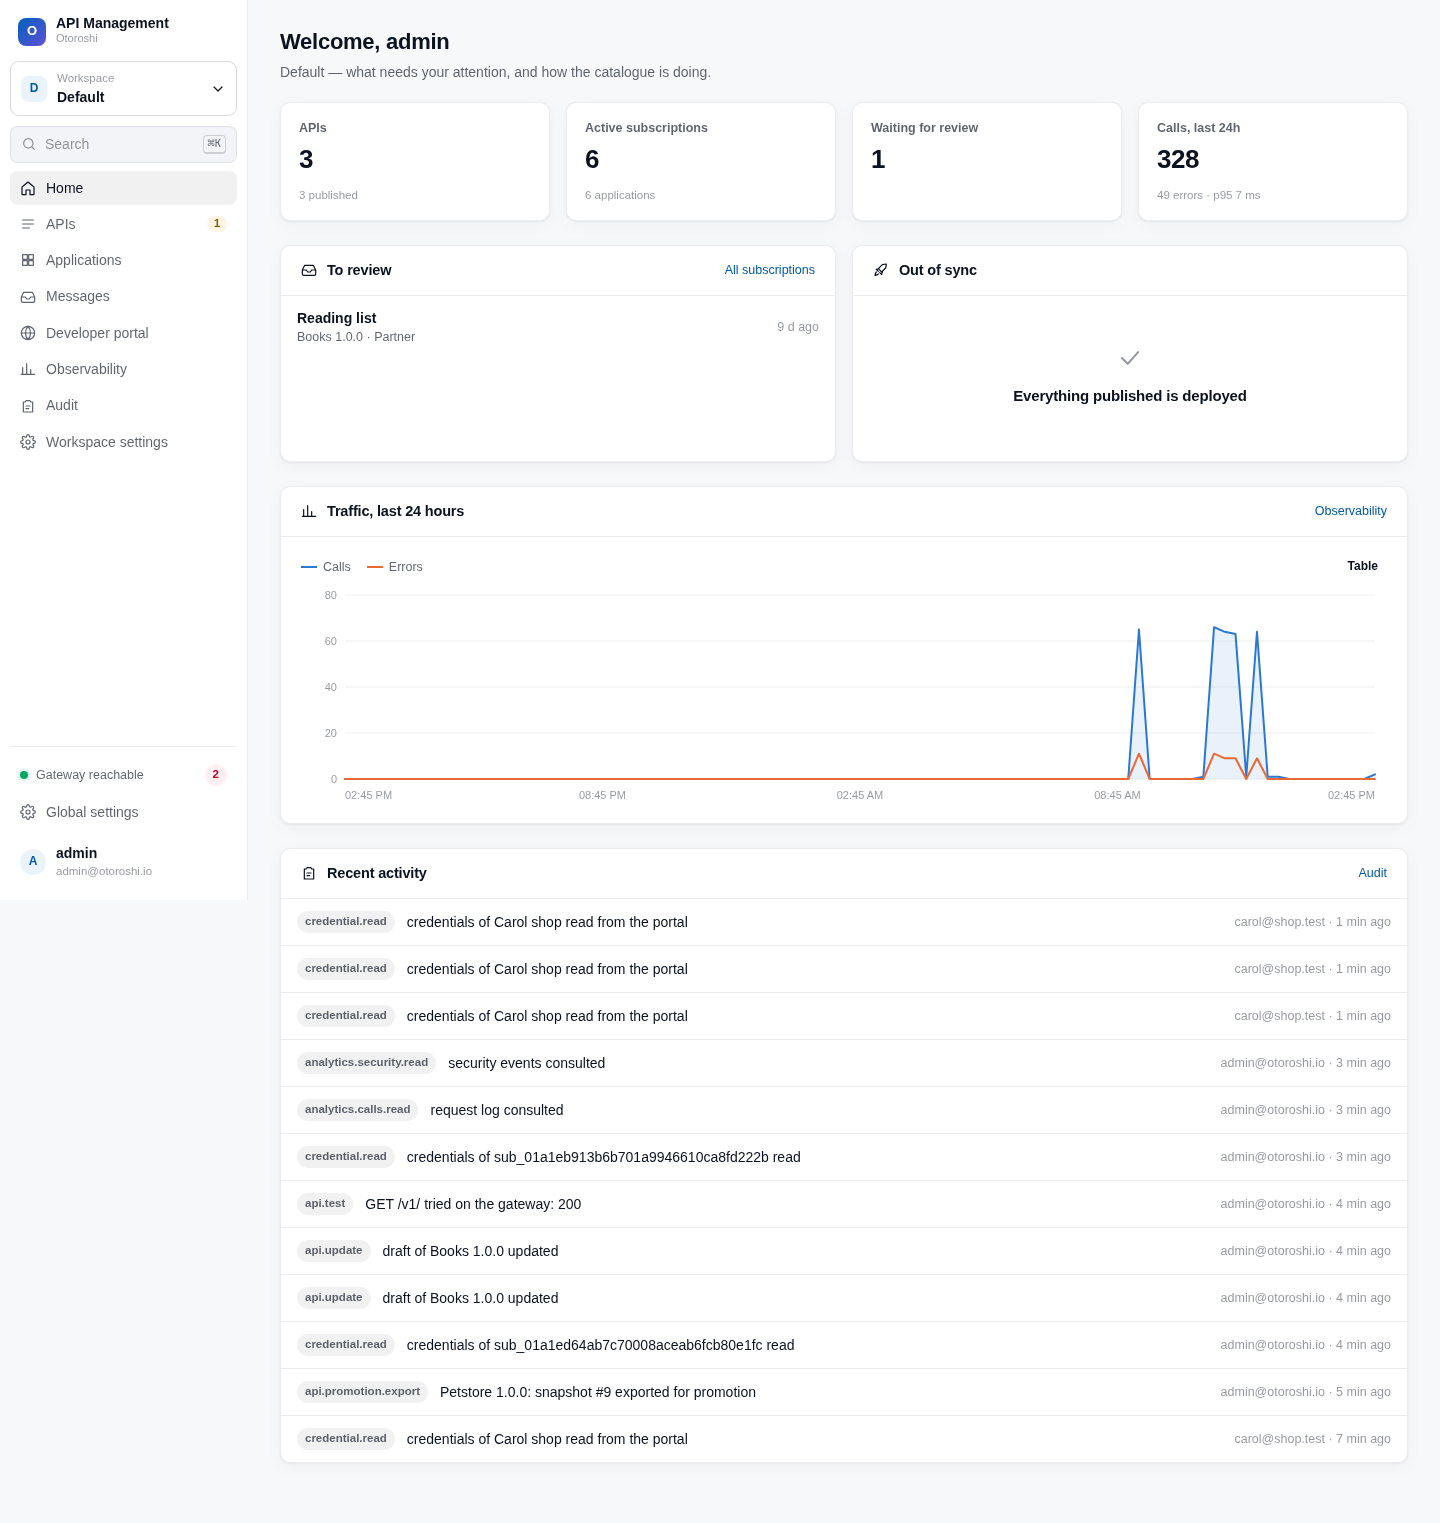 O
API Management
Otoroshi
D
Workspace
Default
Search
⌘K
Home
APIs
1
Applications
Messages
Developer portal
Observability
Audit
Workspace settings
Gateway reachable
2
Global settings
A
admin
admin@otoroshi.io
Welcome, admin
Default — what needs your attention, and how the catalogue is doing.
APIs
3
3 published
Active subscriptions
6
6 applications
Waiting for review
1
Calls, last 24h
328
49 errors · p95 7 ms
To review
All subscriptions
Reading list
Books 1.0.0 · Partner
9 d ago
Out of sync
Everything published is deployed
Traffic, last 24 hours
Observability
Calls
Errors
Table
80
60
40
20
0
02:45 PM
08:45 PM
02:45 AM
08:45 AM
02:45 PM
Recent activity
Audit
credential.read credentials of Carol shop read from the portal carol@shop.test · 1 min ago
credential.read credentials of Carol shop read from the portal carol@shop.test · 1 min ago
credential.read credentials of Carol shop read from the portal carol@shop.test · 1 min ago
analytics.security.read security events consulted admin@otoroshi.io · 3 min ago
analytics.calls.read request log consulted admin@otoroshi.io · 3 min ago
credential.read credentials of sub_01a1eb913b6b701a9946610ca8fd222b read admin@otoroshi.io · 3 min ago
api.test GET /v1/ tried on the gateway: 200 admin@otoroshi.io · 4 min ago
api.update draft of Books 1.0.0 updated admin@otoroshi.io · 4 min ago
api.update draft of Books 1.0.0 updated admin@otoroshi.io · 4 min ago
credential.read credentials of sub_01a1ed64ab7c70008aceab6fcb80e1fc read admin@otoroshi.io · 4 min ago
api.promotion.export Petstore 1.0.0: snapshot #9 exported for promotion admin@otoroshi.io · 5 min ago
credential.read credentials of Carol shop read from the portal carol@shop.test · 7 min ago